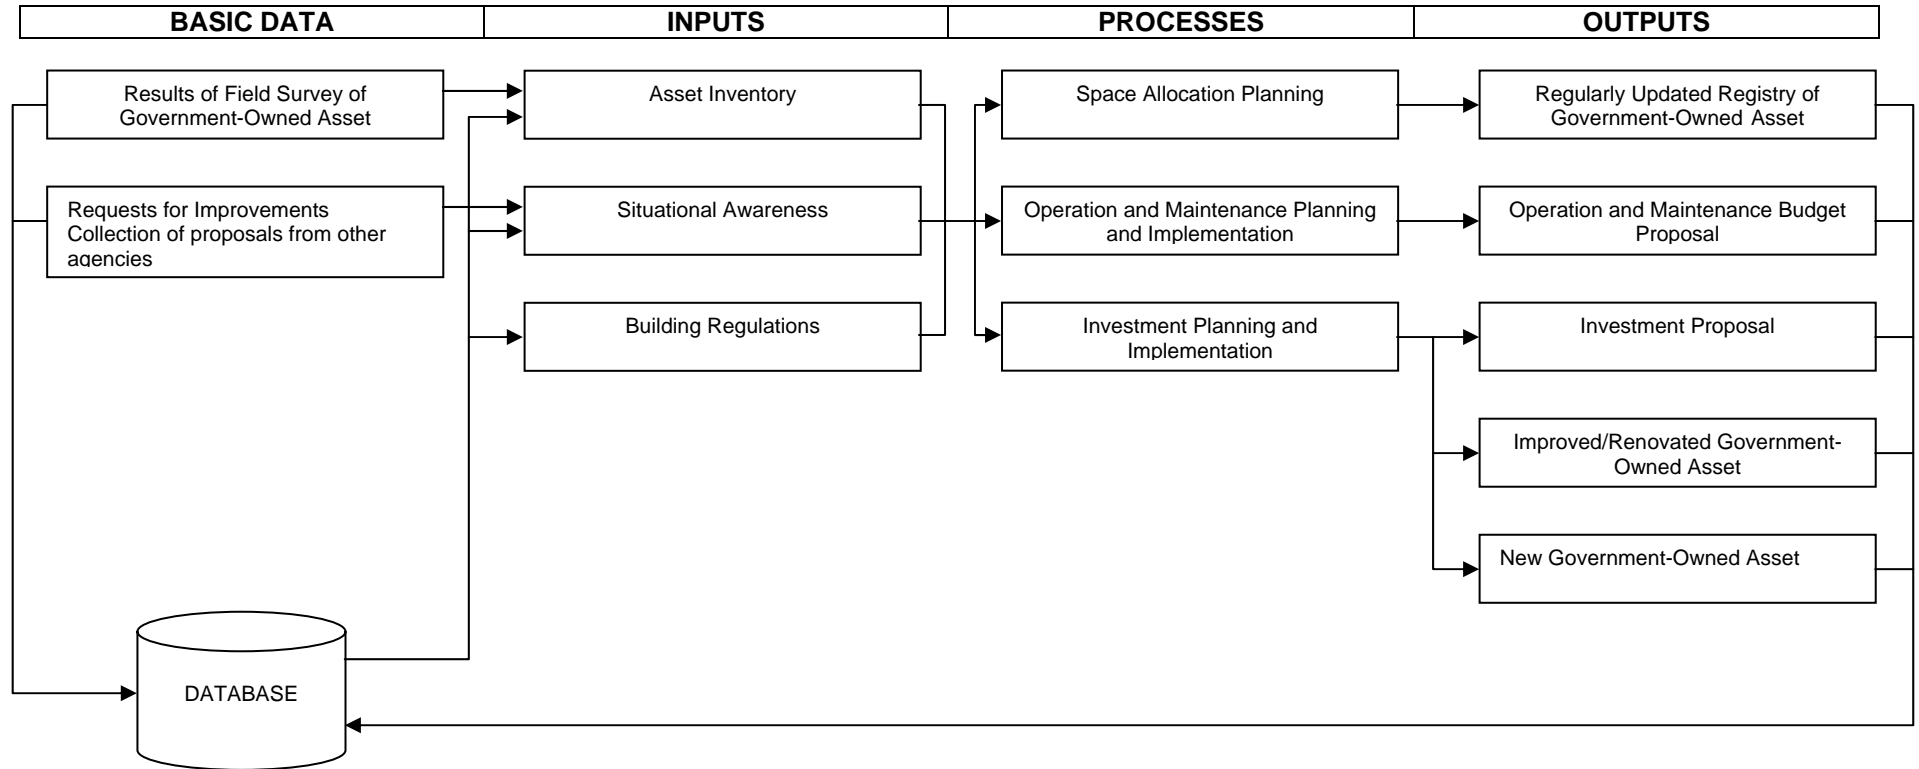 BASIC DATA
INPUTS
PROCESSES
OUTPUTS
Results of Field Survey of
Government-Owned Asset
Asset Inventory
Space Allocation Planning
Regularly Updated Registry of
Government-Owned Asset
Requests for Improvements
Collection of proposals from other
agencies
Situational Awareness
Operation and Maintenance Planning
and Implementation
Operation and Maintenance Budget
Proposal
Building Regulations
Investment Planning and
Implementation
Investment Proposal
Improved/Renovated Government-
Owned Asset
New Government-Owned Asset
DATABASE